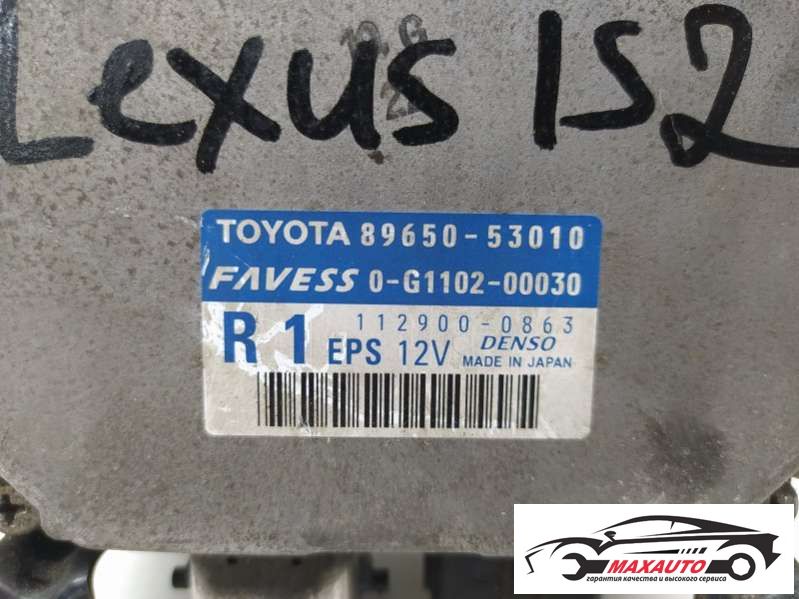 Lexus IS2
TOYOTA 89650-53010
FAVESS 0-G1102-00030
R1 EPS 12V 112900-0863 DENSO
MADE IN JAPAN
MAXAUTO
гарантия качества и высокого сервиса